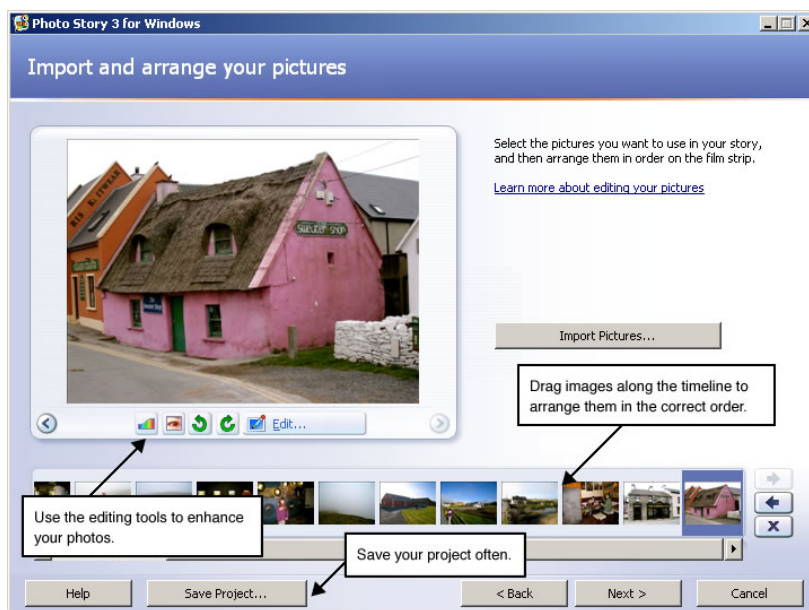 Photo Story 3 for Windows
Import and arrange your pictures
Select the pictures you want to use in your story,
and then arrange them in order on the film strip.
Learn more about editing your pictures
Sweater Shop
Import Pictures...
Drag images along the timeline to
arrange them in the correct order.
Edit...
Use the editing tools to enhance
your photos.
Save your project often.
Help
Save Project...
< Back
Next >
Cancel